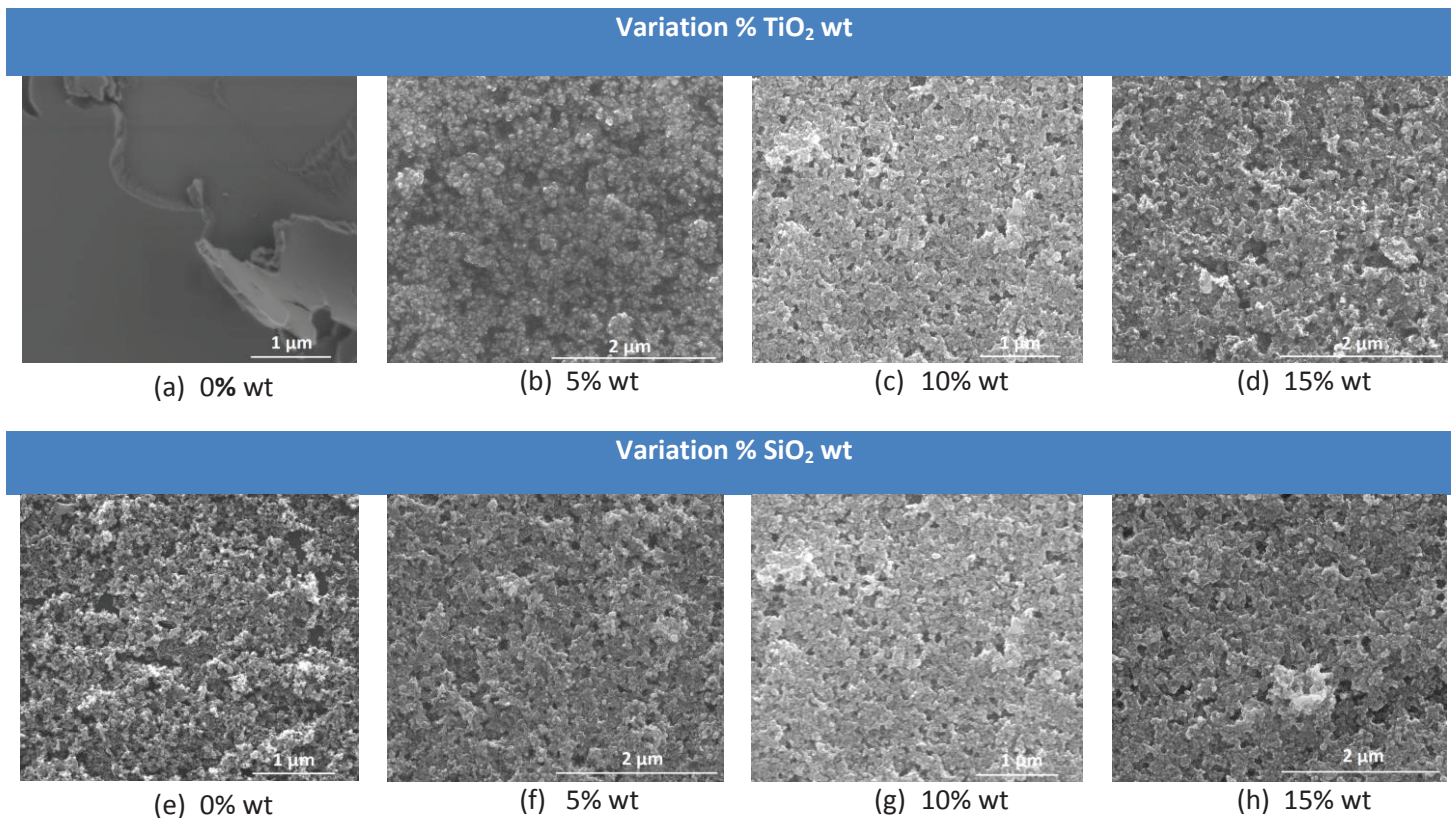 Variation % TiO₂ wt
1 µm
2 µm
1 µm
2 µm
(a) 0% wt
(b) 5% wt
(c) 10% wt
(d) 15% wt
Variation % SiO₂ wt
1 µm
2 µm
1 µm
2 µm
(e) 0% wt
(f) 5% wt
(g) 10% wt
(h) 15% wt